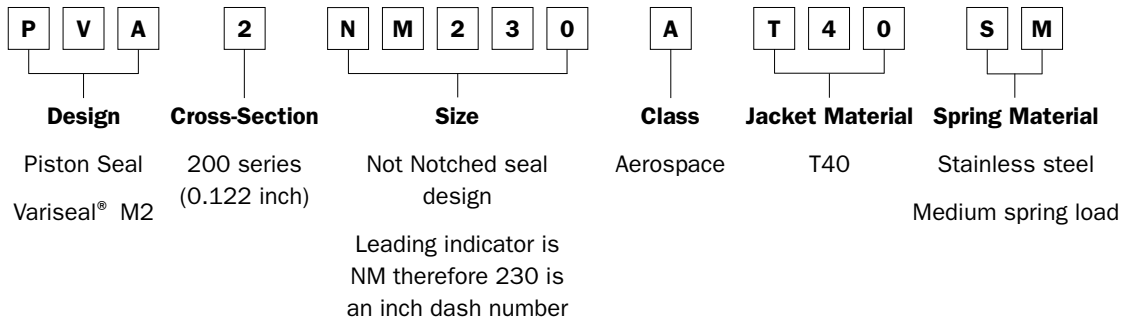 P V A 2 N M 2 3 0 A T 4 0 S M
Design Cross-Section Size Class Jacket Material Spring Material
Piston Seal 200 series Not Notched seal Aerospace T40 Stainless steel
(0.122 inch) design
Variseal® M2 Medium spring load
Leading indicator is
NM therefore 230 is
an inch dash number